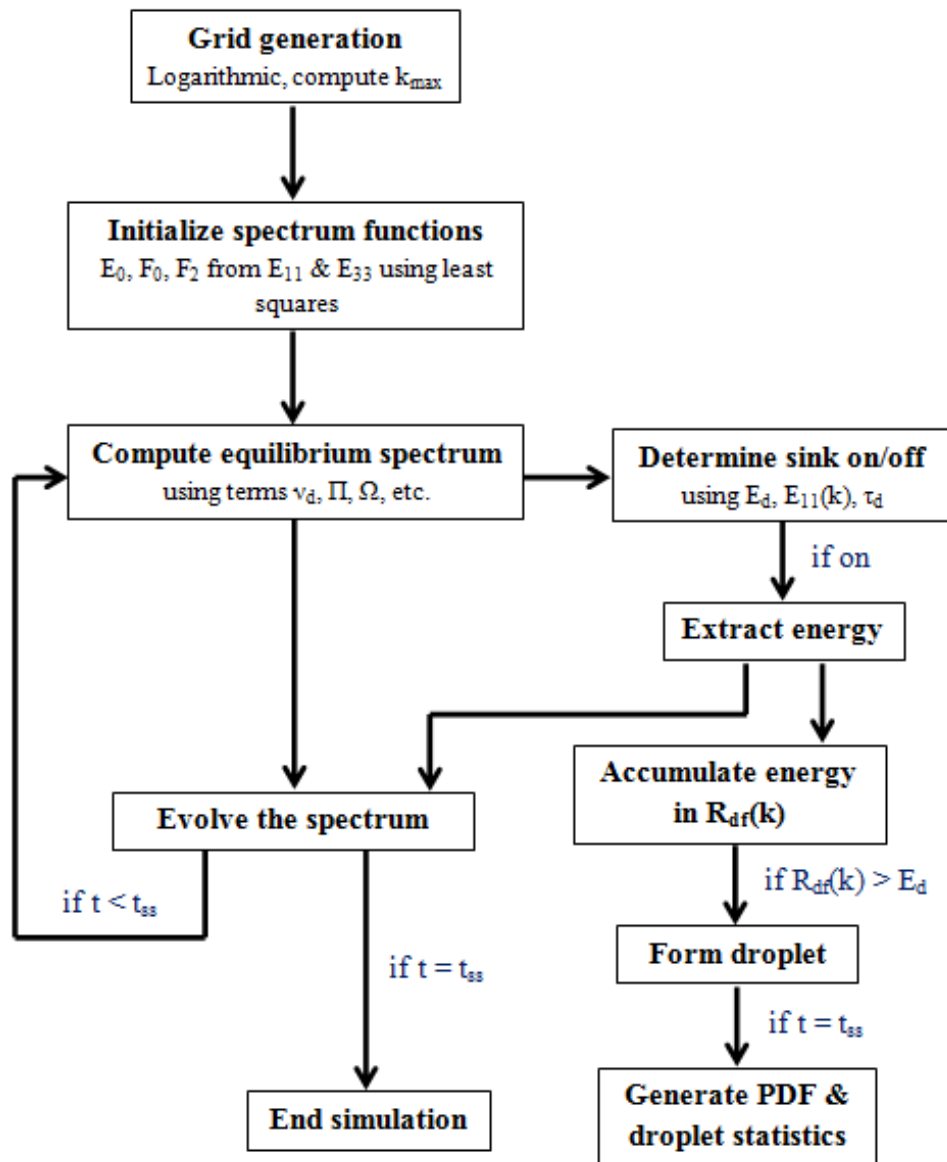 Grid generation
Logarithmic, compute kmax
Initialize spectrum functions
E0, F0, F2 from E11 & E33 using least
squares
Compute equilibrium spectrum
using terms νd, Π, Ω, etc.
Determine sink on/off
using Ed, E11(k), τd
if on
Extract energy
Accumulate energy
in Rdf(k)
Evolve the spectrum
if t < tss
if Rdf(k) > Ed
Form droplet
if t = tss
if t = tss
End simulation
Generate PDF &
droplet statistics